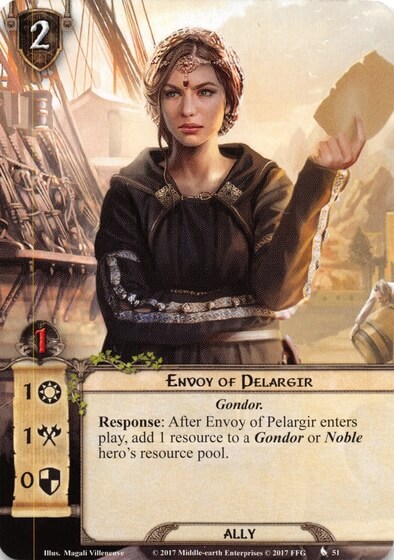 2
1
ENVOY OF PELARGIR
Gondor.
1
Response: After Envoy of Pelargir enters
play, add 1 resource to a Gondor or Noble
hero's resource pool.
1
0
ALLY
Illus. Magali Villeneuve © 2017 Middle-earth Enterprises © 2017 FFG 51